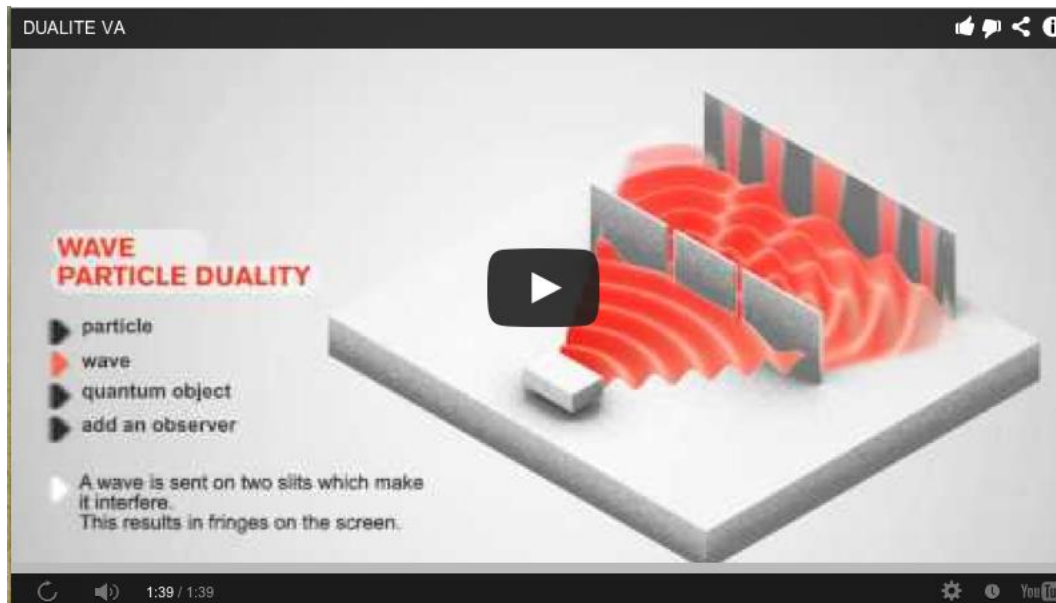 DUALITE VA
WAVE
PARTICLE DUALITY
particle
wave
quantum object
add an observer
A wave is sent on two slits which make
it interfere.
This results in fringes on the screen.
1:39 / 1:39
You